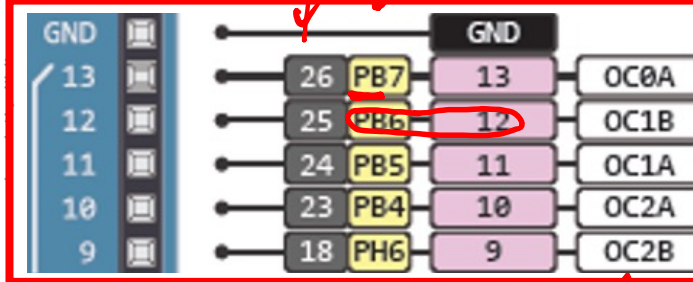 GND GND
13 26 PB7 13 OC0A
12 25 PB6 12 OC1B
11 24 PB5 11 OC1A
10 23 PB4 10 OC2A
9 18 PH6 9 OC2B